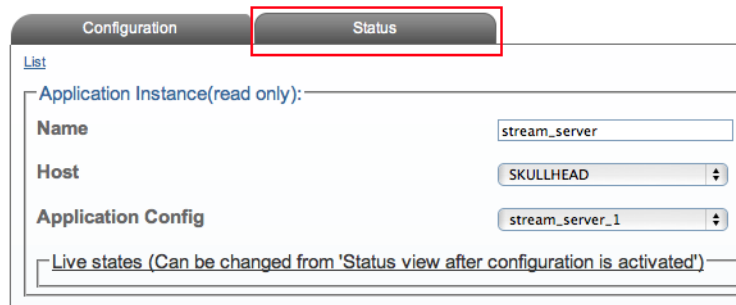 Configuration
Status
List
Application Instance(read only):
Name
stream_server
Host
SKULLHEAD
Application Config
stream_server_1
Live states (Can be changed from 'Status view after configuration is activated')